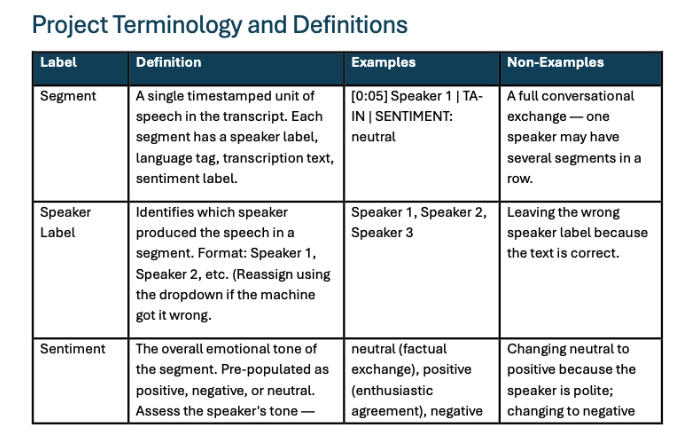 Project Terminology and Definitions
Label
Definition
Examples
Non-Examples
Segment
A single timestamped unit of
speech in the transcript. Each
segment has a speaker label,
language tag, transcription text,
sentiment label.
[0:05] Speaker 1 | TA-
IN | SENTIMENT:
neutral
A full conversational
exchange — one
speaker may have
several segments in a
row.
Speaker
Label
Identifies which speaker
produced the speech in a
segment. Format: Speaker 1,
Speaker 2, etc. (Reassign using
the dropdown if the machine
got it wrong.
Speaker 1, Speaker 2,
Speaker 3
Leaving the wrong
speaker label because
the text is correct.
Sentiment
The overall emotional tone of
the segment. Pre-populated as
positive, negative, or neutral.
Assess the speaker's tone —
neutral (factual
exchange), positive
(enthusiastic
agreement), negative
Changing neutral to
positive because the
speaker is polite;
changing to negative